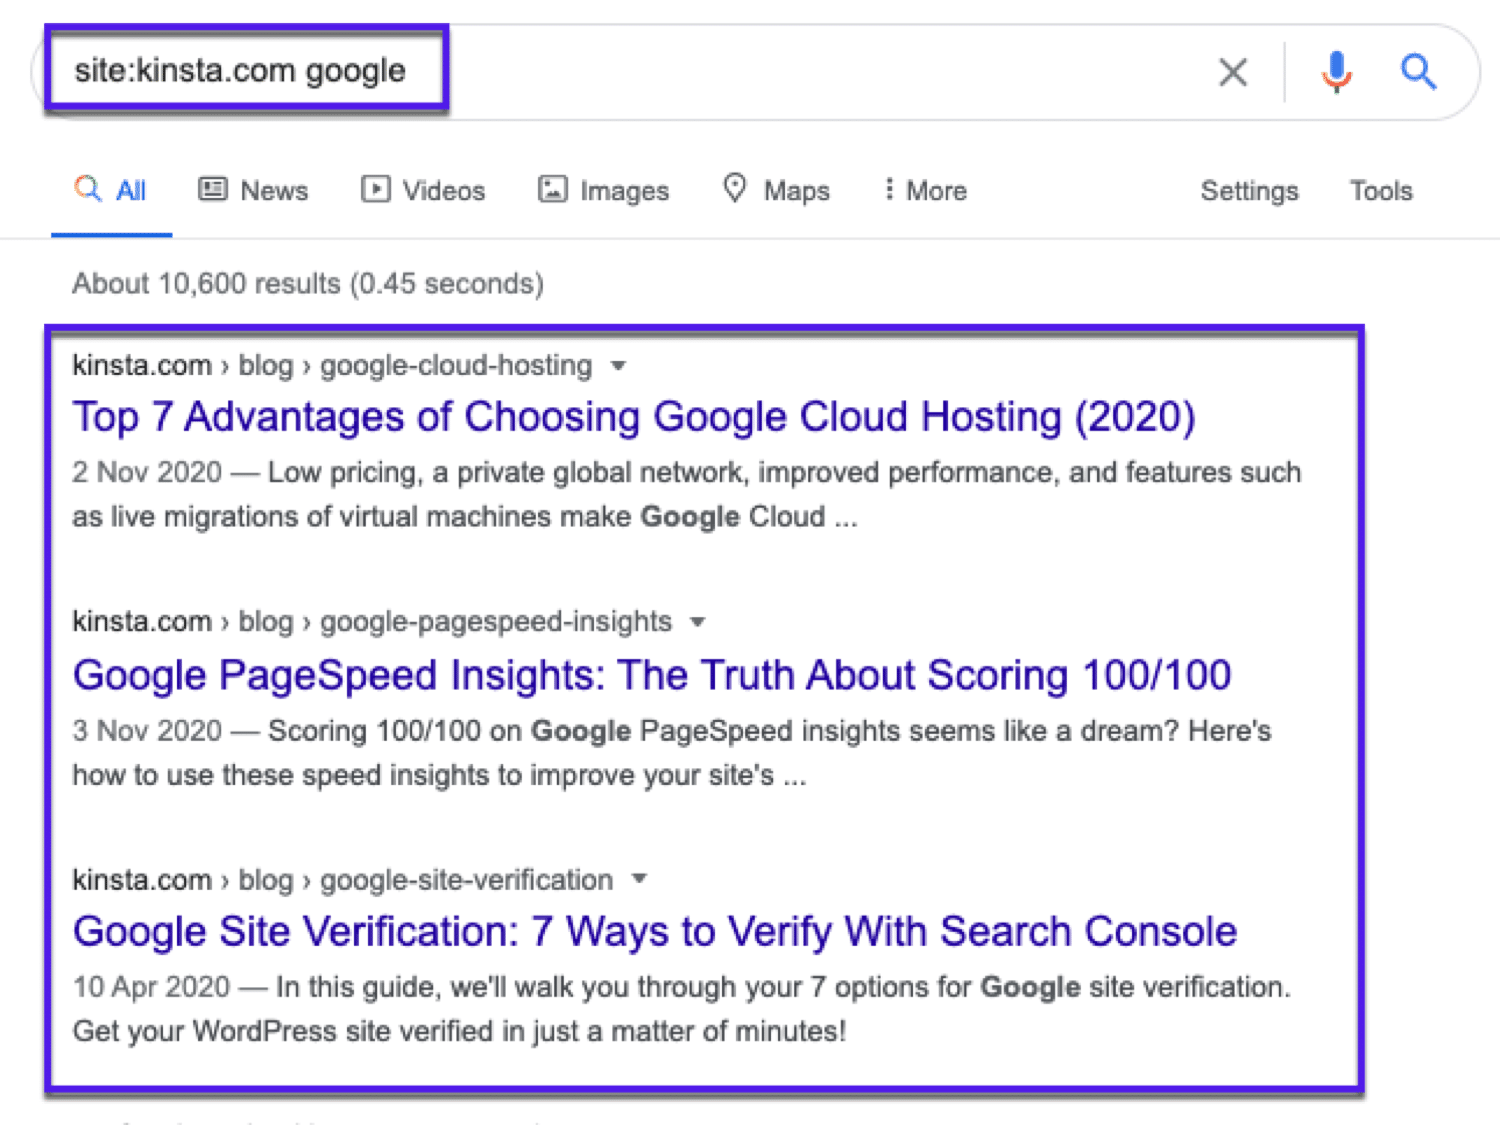 site:kinsta.com google
All News Videos Images Maps More Settings Tools
About 10,600 results (0.45 seconds)
kinsta.com › blog › google-cloud-hosting
Top 7 Advantages of Choosing Google Cloud Hosting (2020)
2 Nov 2020 — Low pricing, a private global network, improved performance, and features such
as live migrations of virtual machines make Google Cloud ...
kinsta.com › blog › google-pagespeed-insights
Google PageSpeed Insights: The Truth About Scoring 100/100
3 Nov 2020 — Scoring 100/100 on Google PageSpeed insights seems like a dream? Here's
how to use these speed insights to improve your site's ...
kinsta.com › blog › google-site-verification
Google Site Verification: 7 Ways to Verify With Search Console
10 Apr 2020 — In this guide, we'll walk you through your 7 options for Google site verification.
Get your WordPress site verified in just a matter of minutes!